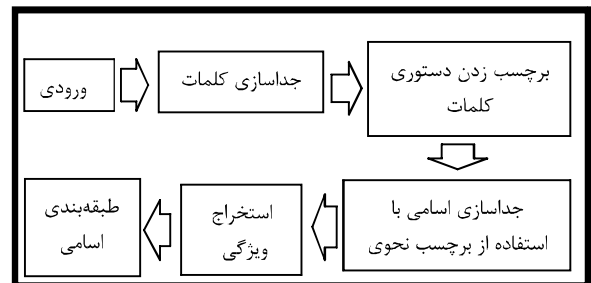 ورودی
جداسازی کلمات
برچسب زدن دستوری
کلمات
جداسازی اسامی با
استفاده از برچسب نحوی
استخراج
ویژگی
طبقه‌بندی
اسامی